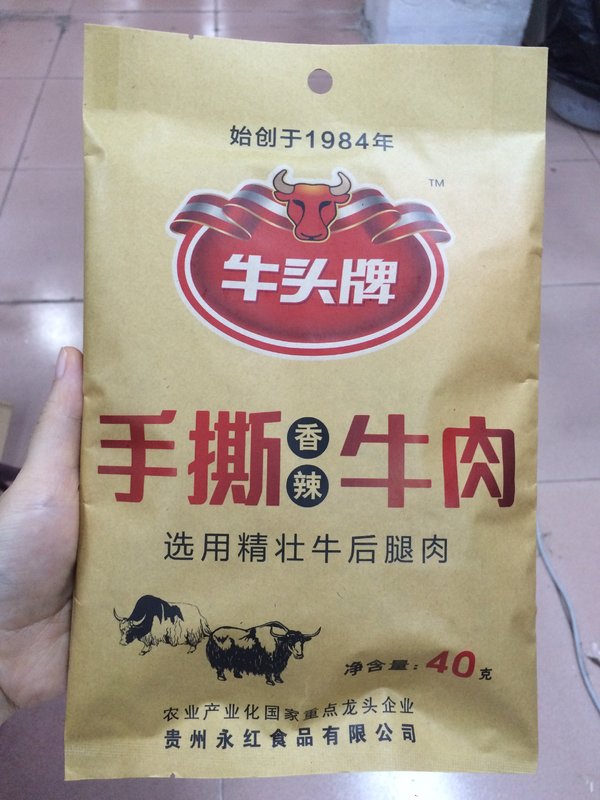 始创于1984年
TM
牛头牌
手撕香辣牛肉
选用精壮牛后腿肉
净含量：40克
农业产业化国家重点龙头企业
贵州永红食品有限公司